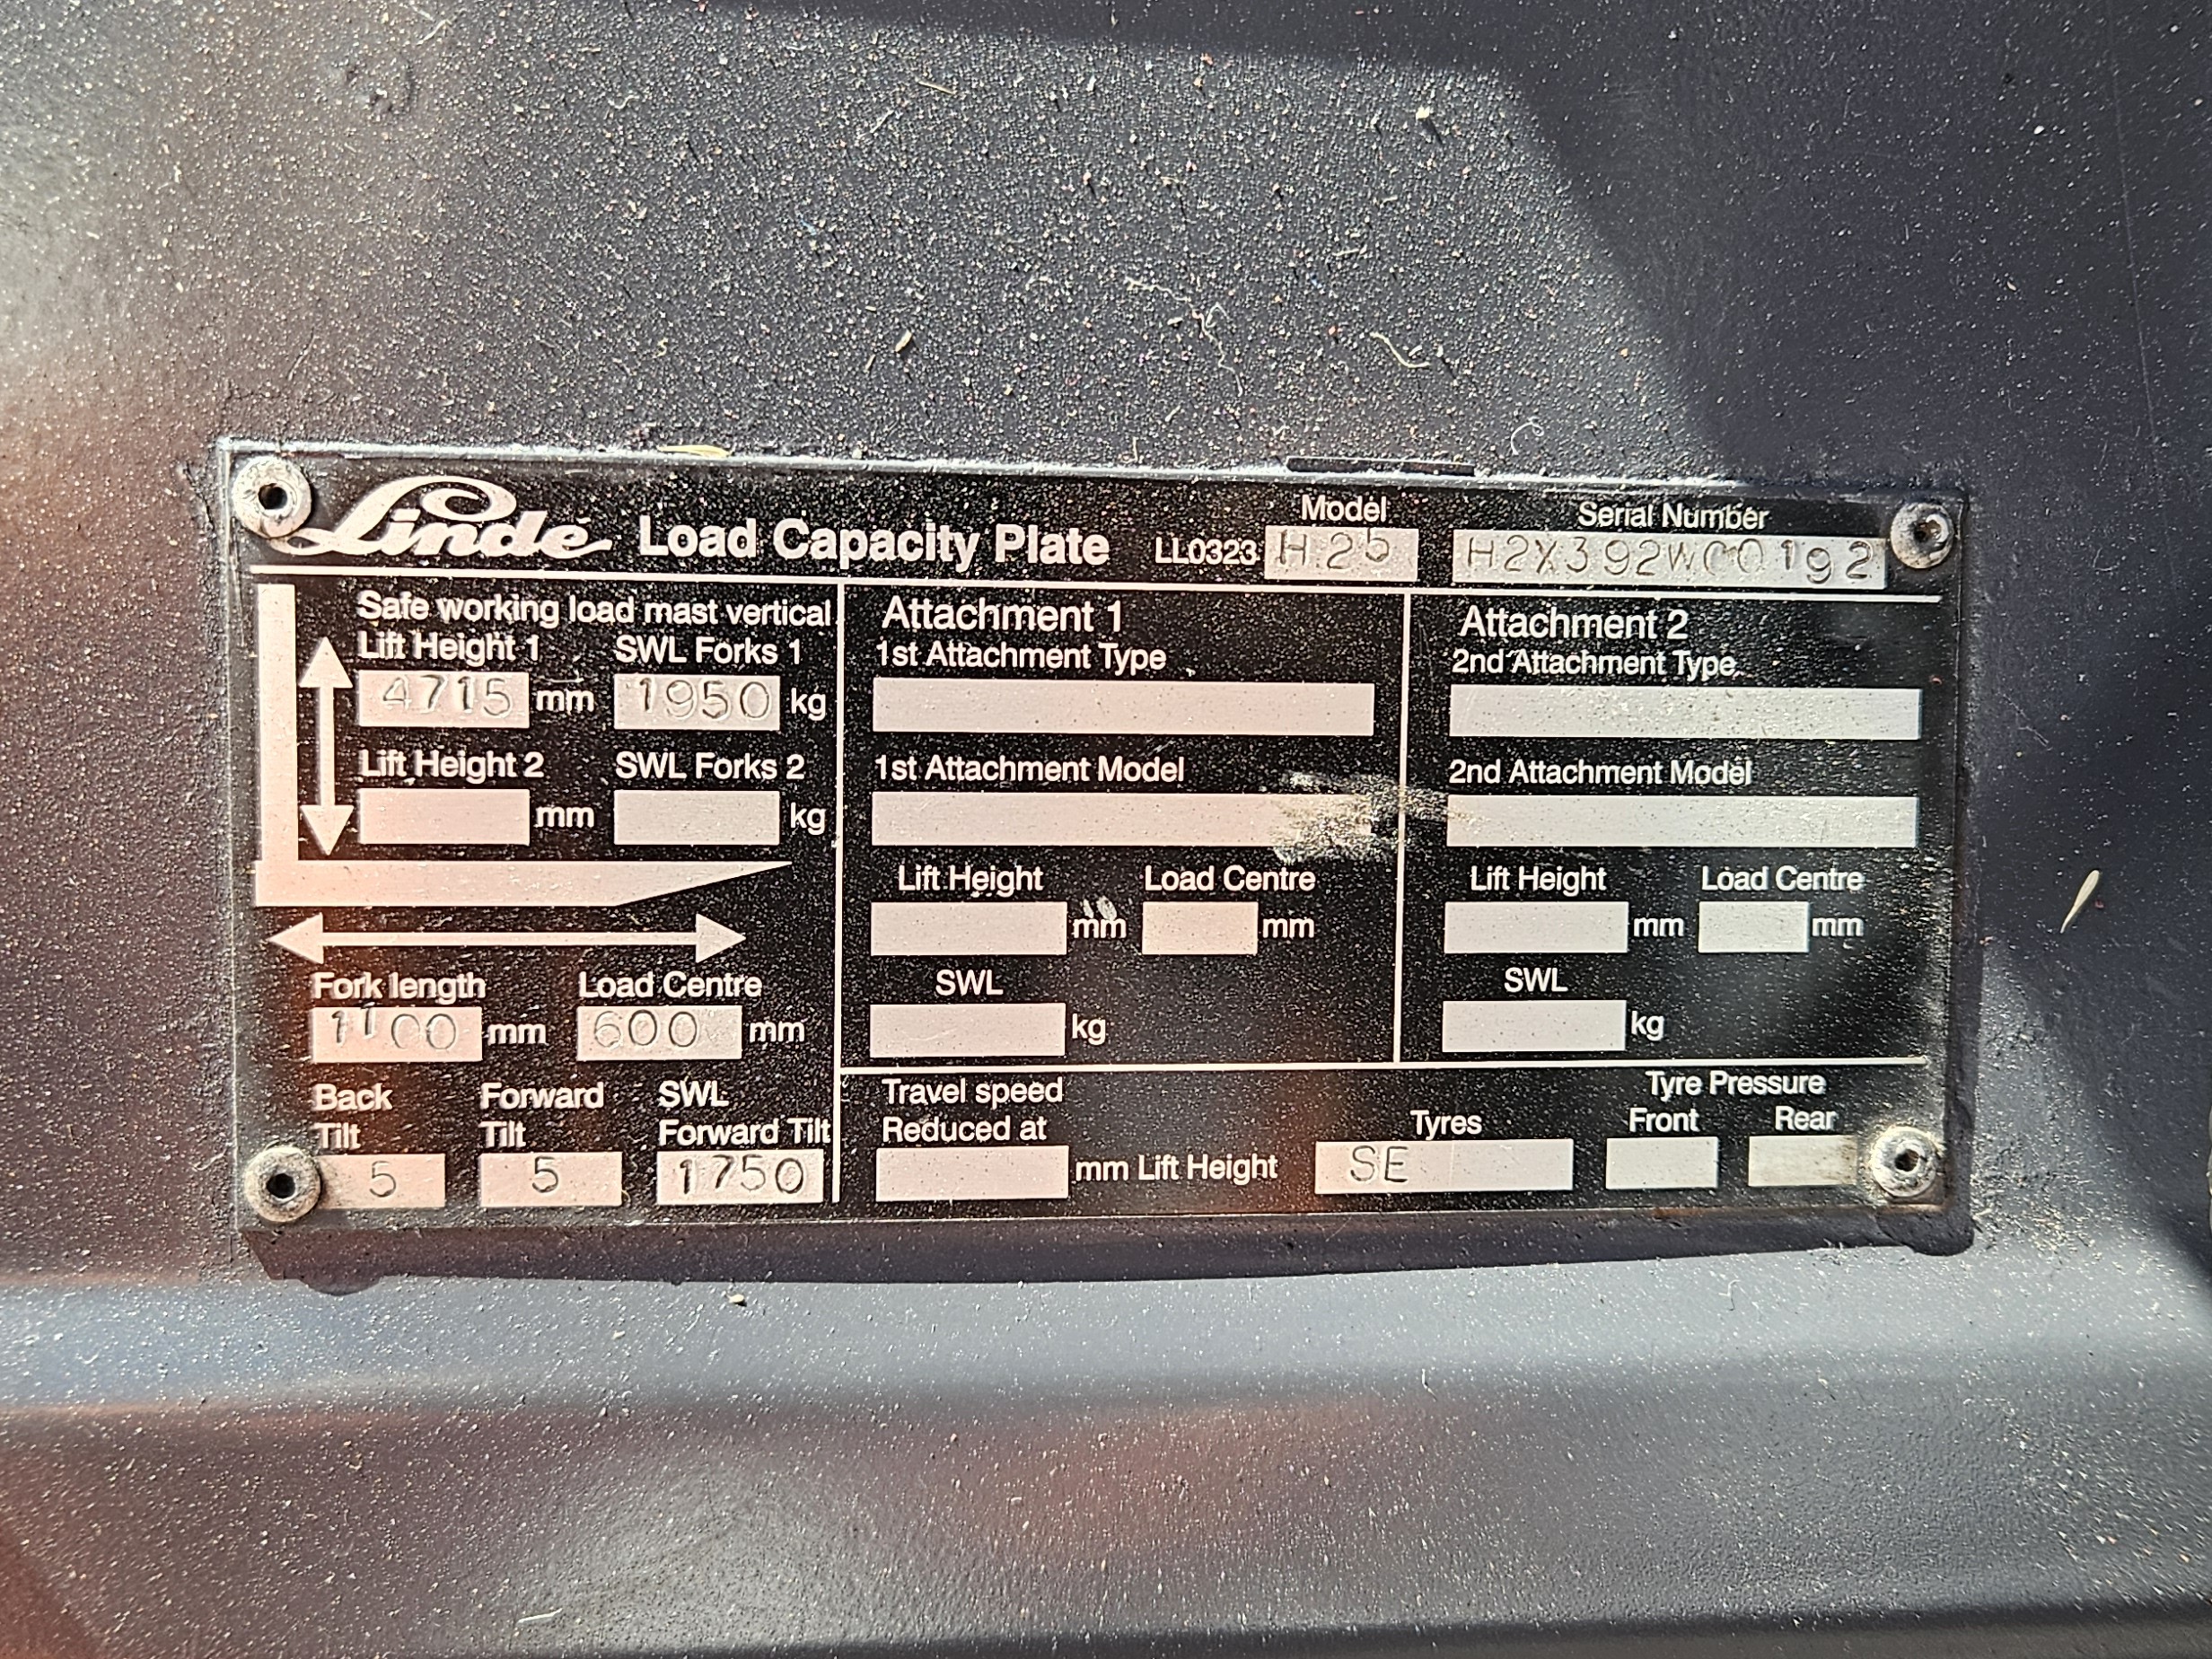 Linde Load Capacity Plate LL0323
Model
H25
Serial Number
H2X392W00192
Safe working load mast vertical
Lift Height 1 SWL Forks 1
4715 mm 1950 kg
Lift Height 2 SWL Forks 2
mm kg
Fork length Load Centre
1100 mm 600 mm
Back Tilt
5
Forward Tilt
5
SWL
Forward Tilt
1750
Attachment 1
1st Attachment Type
1st Attachment Model
Lift Height Load Centre
mm mm
SWL
kg
Attachment 2
2nd Attachment Type
2nd Attachment Model
Lift Height Load Centre
mm mm
SWL
kg
Travel speed
Reduced at
mm Lift Height
Tyres
SE
Tyre Pressure
Front Rear